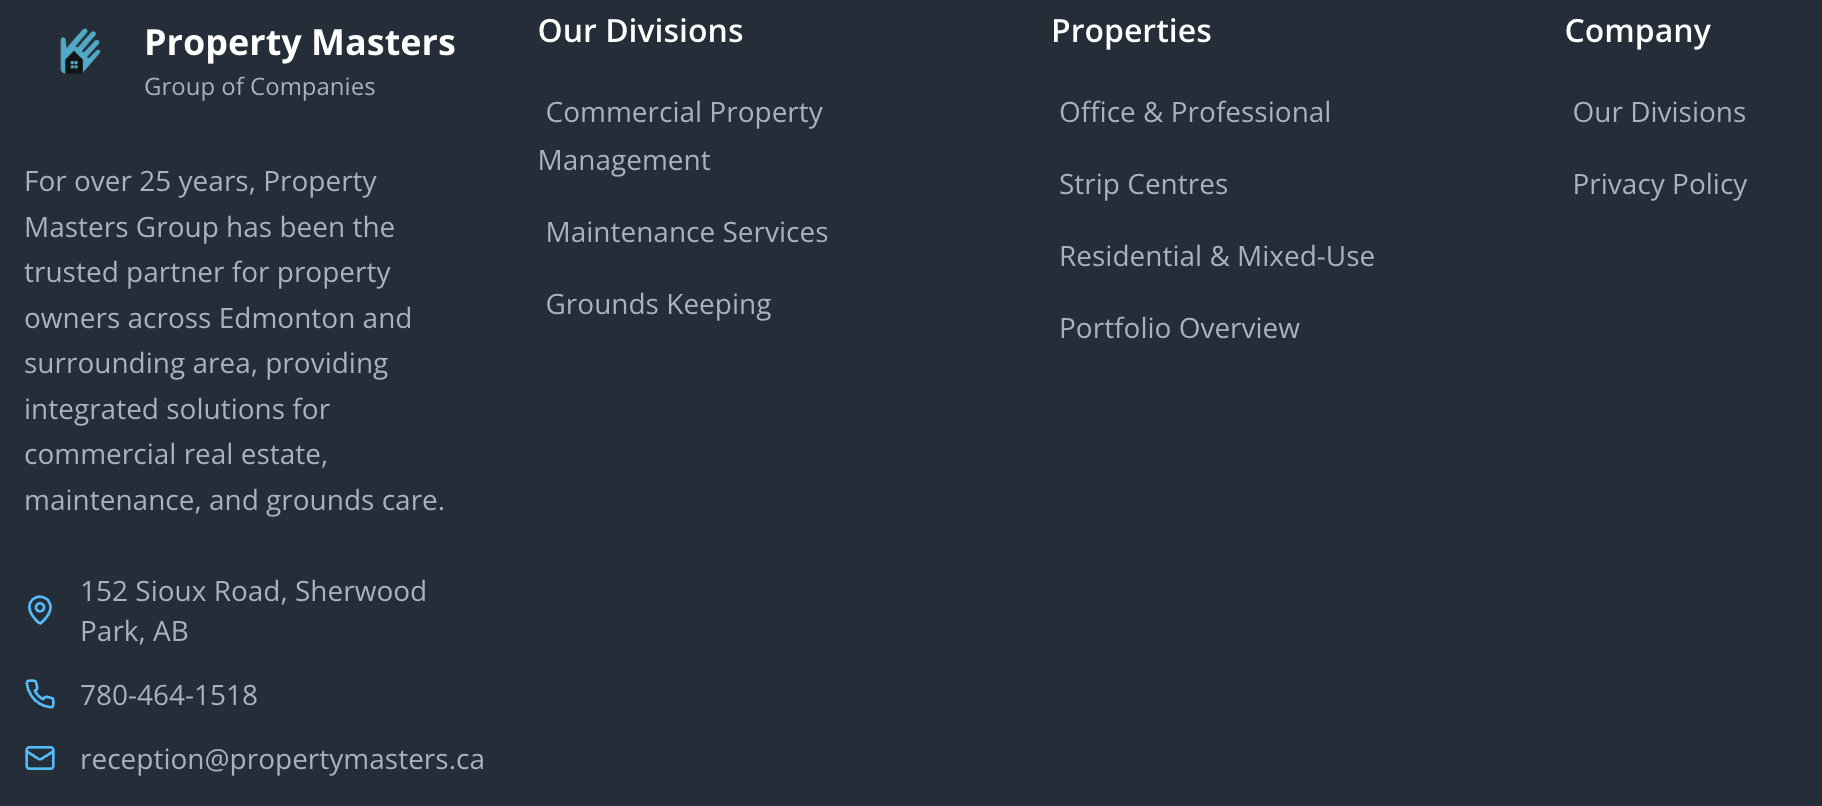 Property Masters
Group of Companies
For over 25 years, Property
Masters Group has been the
trusted partner for property
owners across Edmonton and
surrounding area, providing
integrated solutions for
commercial real estate,
maintenance, and grounds care.
152 Sioux Road, Sherwood
Park, AB
780-464-1518
reception@propertymasters.ca
Our Divisions
Commercial Property
Management
Maintenance Services
Grounds Keeping
Properties
Office & Professional
Strip Centres
Residential & Mixed-Use
Portfolio Overview
Company
Our Divisions
Privacy Policy